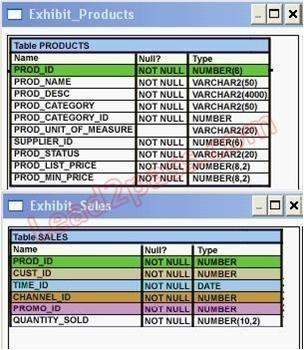 Exhibit_Products
Table PRODUCTS
Name Null? Type
PROD_ID NOT NULL NUMBER(6)
PROD_NAME NOT NULL VARCHAR2(50)
PROD_DESC NOT NULL VARCHAR2(4000)
PROD_CATEGORY NOT NULL VARCHAR2(50)
PROD_CATEGORY_ID NOT NULL NUMBER
PROD_UNIT_OF_MEASURE VARCHAR2(20)
SUPPLIER_ID NOT NULL NUMBER(6)
PROD_STATUS NOT NULL VARCHAR2(20)
PROD_LIST_PRICE NOT NULL NUMBER(8,2)
PROD_MIN_PRICE NOT NULL NUMBER(8,2)
Exhibit_Sales
Table SALES
Name Null? Type
PROD_ID NOT NULL NUMBER
CUST_ID NOT NULL NUMBER
TIME_ID NOT NULL DATE
CHANNEL_ID NOT NULL NUMBER
PROMO_ID NOT NULL NUMBER
QUANTITY_SOLD NOT NULL NUMBER(10,2)
Lead2pass.com